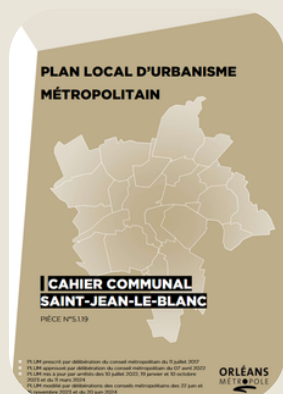 PLAN LOCAL D'URBANISME
MÉTROPOLITAIN
CAHIER COMMUNAL
SAINT-JEAN-LE-BLANC
PIÈCE N°5.1.19
PLUM prescrit par délibération du conseil métropolitain du 11 juillet 2017
PLUM approuvé par délibération du conseil métropolitain du 07 avril 2022
PLUM mis à jour par arrêtés des 10 juillet 2022, 19 janvier et 10 octobre
2023 et du 11 mars 2024
PLUM modifié par délibérations des conseils métropolitains des 22 juin et
novembre 2023 et du 20 juin 2024
ORLÉANS
MÉTROPOLE